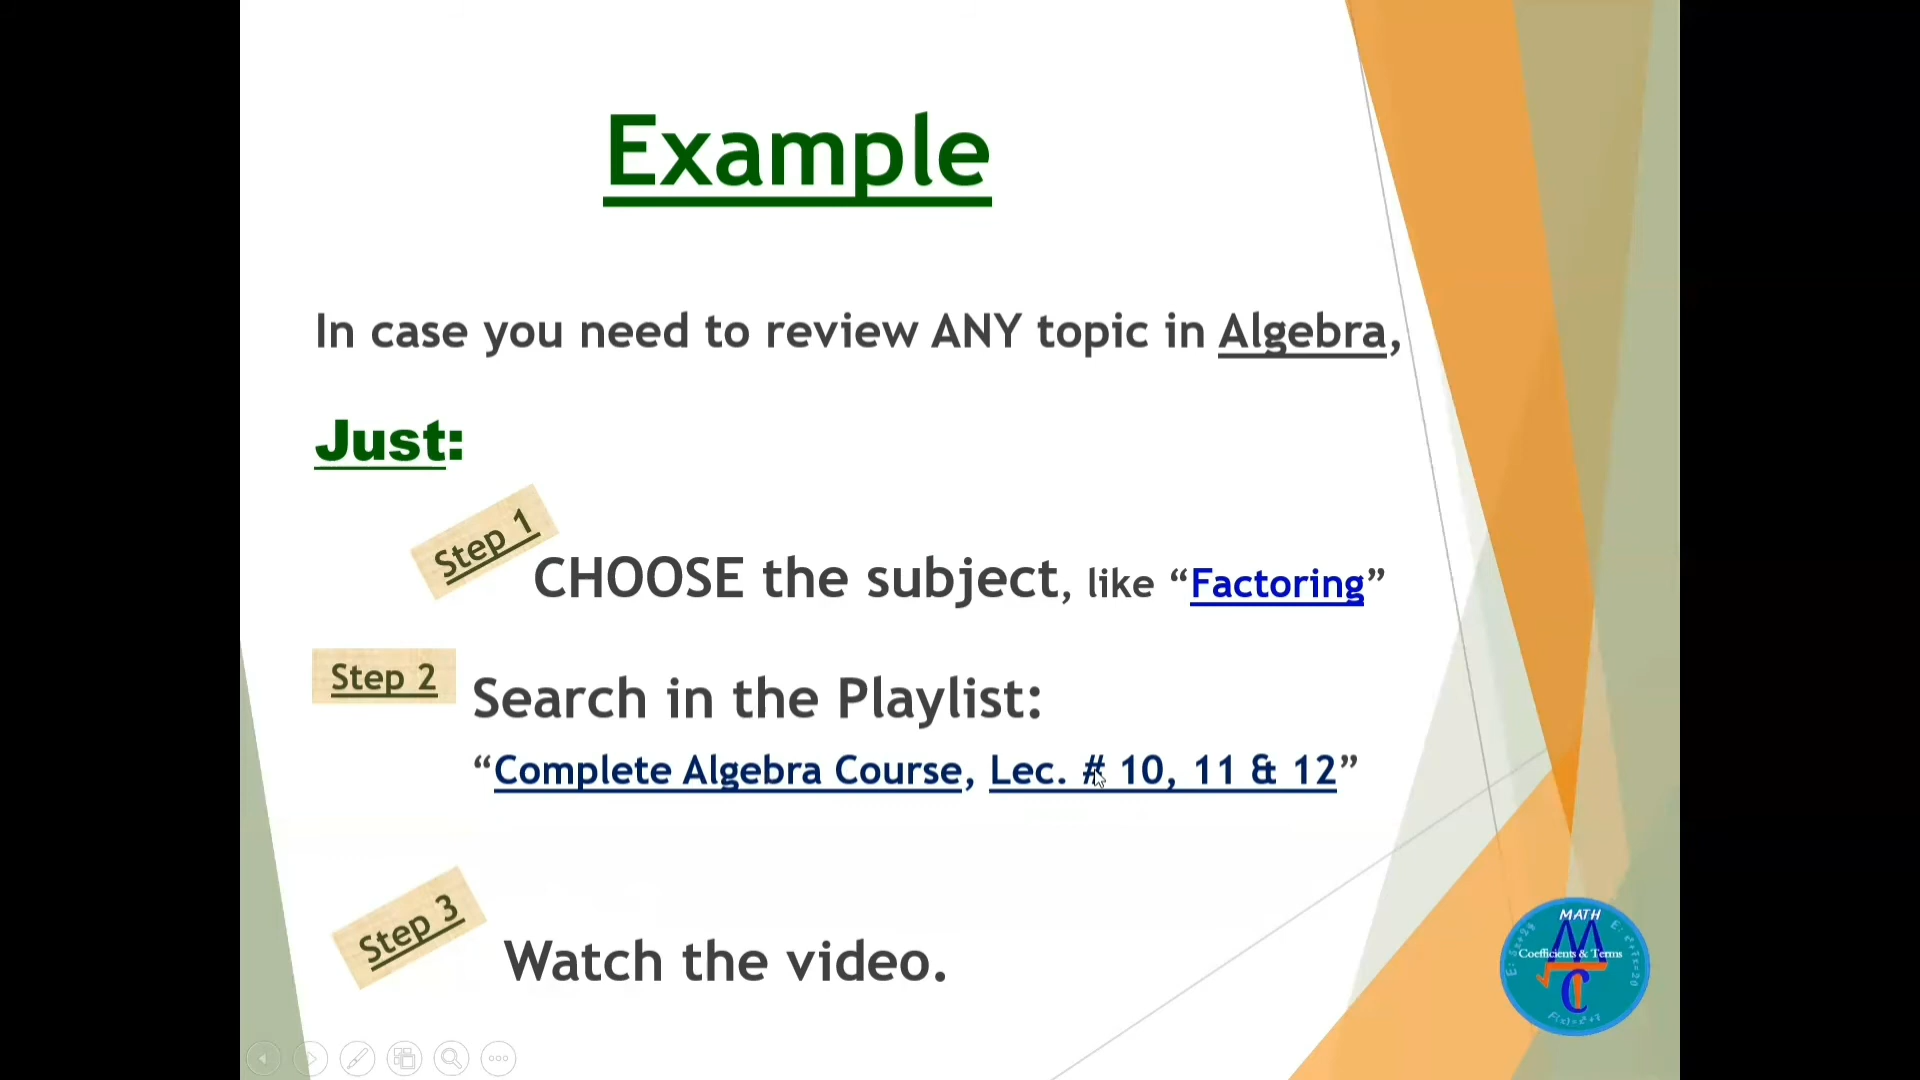 Example
In case you need to review ANY topic in Algebra,
Just:
Step 1
CHOOSE the subject, like “Factoring”
Step 2
Search in the Playlist:
“Complete Algebra Course, Lec. # 10, 11 & 12”
Step 3
Watch the video.
MATH
Coefficients & Terms